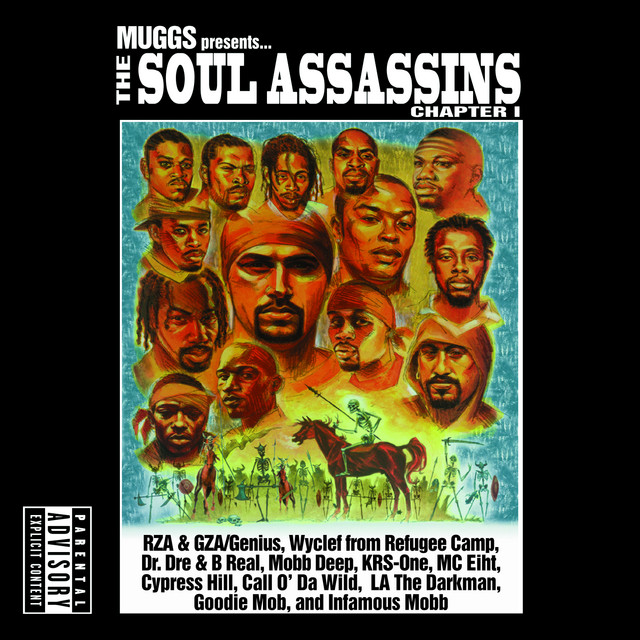 MUGGS presents...
THE SOUL ASSASSINS
CHAPTER I
RZA & GZA/Genius, Wyclef from Refugee Camp,
Dr. Dre & B Real, Mobb Deep, KRS-One, MC Eiht,
Cypress Hill, Call O' Da Wild, LA The Darkman,
Goodie Mob, and Infamous Mobb
PARENTAL
ADVISORY
EXPLICIT CONTENT